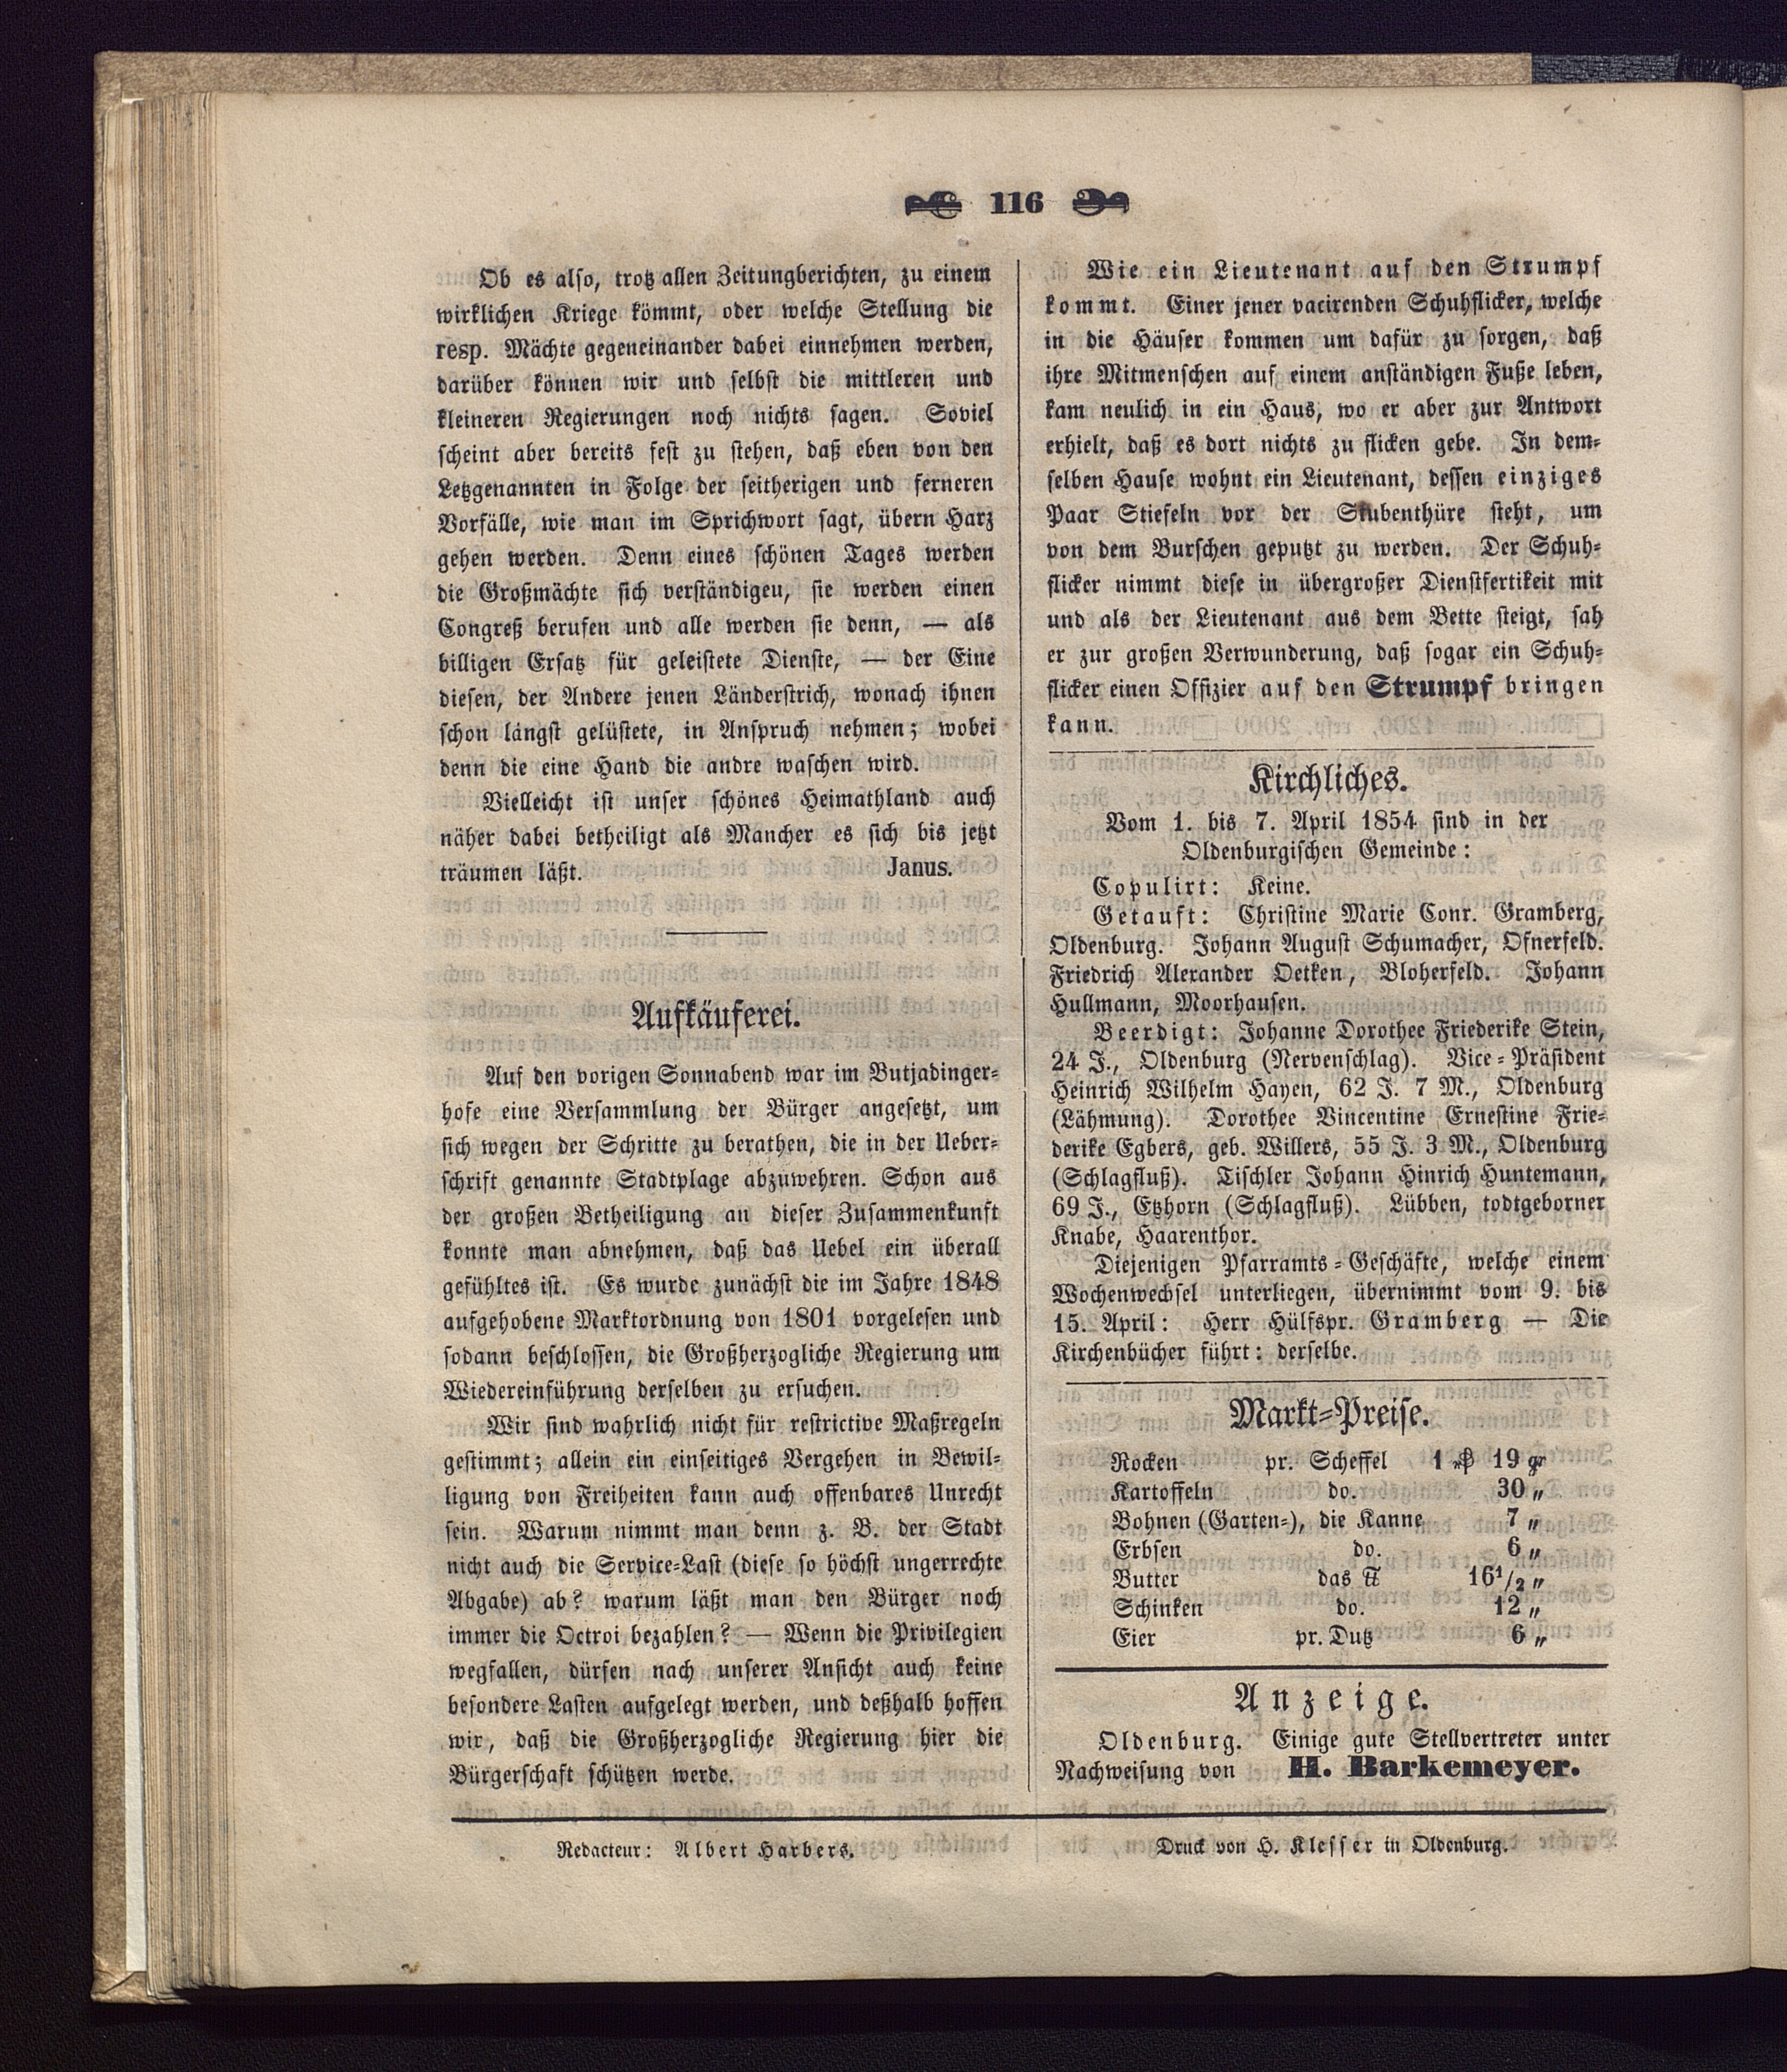 116
Ob es also, trotz allen Zeitungberichten, zu einem
wirklichen Kriege kömmt, oder welche Stellung die
resp. Mächte gegeneinander dabei einnehmen werden,
darüber können wir und selbst die mittleren und
kleineren Regierungen noch nichts sagen. Soviel
scheint aber bereits fest zu stehen, daß eben von den
Letzgenannten in Folge der seitherigen und ferneren
Vorfälle, wie man im Sprichwort sagt, übern Harz
gehen werden. Denn eines schönen Tages werden
die Großmächte sich verständigeu, sie werden einen
Congreß berufen und alle werden sie denn, — als
billigen Ersatz für geleistete Dienste, — der Eine
diesen, der Andere jenen Länderstrich, wonach ihnen
schon längst gelüstete, in Anspruch nehmen; wobei
denn die eine Hand die andre waschen wird.
Vielleicht ist unser schönes Heimathland auch
näher dabei betheiligt als Mancher es sich bis jetzt
träumen läßt. Janus.
Aufkäuferei.
Auf den vorigen Sonnabend war im Butjadinger-
hofe eine Versammlung der Bürger angesetzt, um
sich wegen der Schritte zu berathen, die in der Ueber-
schrift genannte Stadtplage abzuwehren. Schon aus
der großen Betheiligung an dieser Zusammenkunft
konnte man abnehmen, daß das Uebel ein überall
gefühltes ist. Es wurde zunächst die im Jahre 1848
aufgehobene Marktordnung von 1801 vorgelesen und
sodann beschlossen, die Großherzogliche Regierung um
Wiedereinführung derselben zu ersuchen.
Wir sind wahrlich nicht für restrictive Maßregeln
gestimmt; allein ein einseitiges Vergehen in Bewil-
ligung von Freiheiten kann auch offenbares Unrecht
sein. Warum nimmt man denn z. B. der Stadt
nicht auch die Service-Last (diese so höchst ungerrechte
Abgabe) ab? warum läßt man den Bürger noch
immer die Octroi bezahlen? — Wenn die Privilegien
wegfallen, dürfen nach unserer Ansicht auch keine
besondere Lasten aufgelegt werden, und deßhalb hoffen
wir, daß die Großherzogliche Regierung hier die
Bürgerschaft schützen werde.
Wie ein Lieutenant auf den Strumpf
kommt. Einer jener vacirenden Schuhflicker, welche
in die Häuser kommen um dafür zu sorgen, daß
ihre Mitmenschen auf einem anständigen Fuße leben,
kam neulich in ein Haus, wo er aber zur Antwort
erhielt, daß es dort nichts zu flicken gebe. In dem-
selben Hause wohnt ein Lieutenant, dessen einziges
Paar Stiefeln vor der Stubenthüre steht, um
von dem Burschen geputzt zu werden. Der Schuh-
flicker nimmt diese in übergroßer Dienstfertikeit mit
und als der Lieutenant aus dem Bette steigt, sah
er zur großen Verwunderung, daß sogar ein Schuh-
flicker einen Offizier auf den Strumpf bringen
kann.
Kirchliches.
Vom 1. bis 7. April 1854 sind in der
Oldenburgischen Gemeinde:
Copulirt: Keine.
Getauft: Christine Marie Conr. Gramberg,
Oldenburg. Johann August Schumacher, Ofnerfeld.
Friedrich Alexander Oetken, Bloherfeld. Johann
Hullmann, Moorhausen.
Beerdigt: Johanne Dorothee Friederike Stein,
24 J., Oldenburg (Nervenschlag). Vice-Präsident
Heinrich Wilhelm Hayen, 62 J. 7 M., Oldenburg
(Lähmung). Dorothee Vincentine Ernestine Frie-
derike Egbers, geb. Willers, 55 J. 3 M., Oldenburg
(Schlagfluß). Tischler Johann Hinrich Huntemann,
69 J., Etzhorn (Schlagfluß). Lübben, todtgeborner
Knabe, Haarenthor.
Diejenigen Pfarramts-Geschäfte, welche einem
Wochenwechsel unterliegen, übernimmt vom 9. bis
15. April: Herr Hülfspr. Gramberg — Die
Kirchenbücher führt: derselbe.
Markt-Preise.
Rocken pr. Scheffel 1 ₰ 19 gr
Kartoffeln do. 30 „
Bohnen (Garten-), die Kanne 7 „
Erbsen do. 6 „
Butter das ℔ 16 1/2 „
Schinken do. 12 „
Eier pr. Dutz 6 „
Anzeige.
Oldenburg. Einige gute Stellvertreter unter
Nachweisung von H. Barkemeyer.
Redacteur: Albert Harbers.
Druck von H. Klesser in Oldenburg.